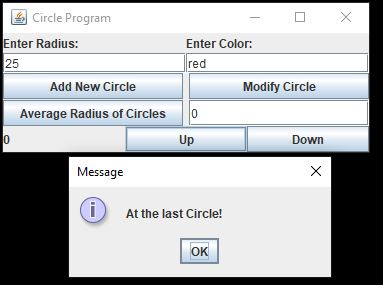 Circle Program
Enter Radius: Enter Color:
25 red
Add New Circle Modify Circle
Average Radius of Circles 0
0 Up Down
Message
At the last Circle!
OK